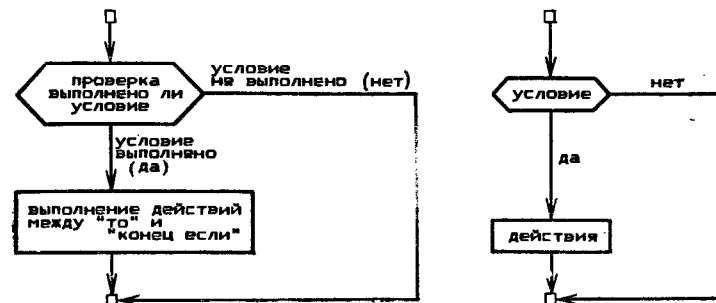 проверка
выполнено ли
условие
условие
не выполнено (нет)
условие
выполнено
(да)
выполнение действий
между "то" и
"конец если"
условие
нет
да
действия